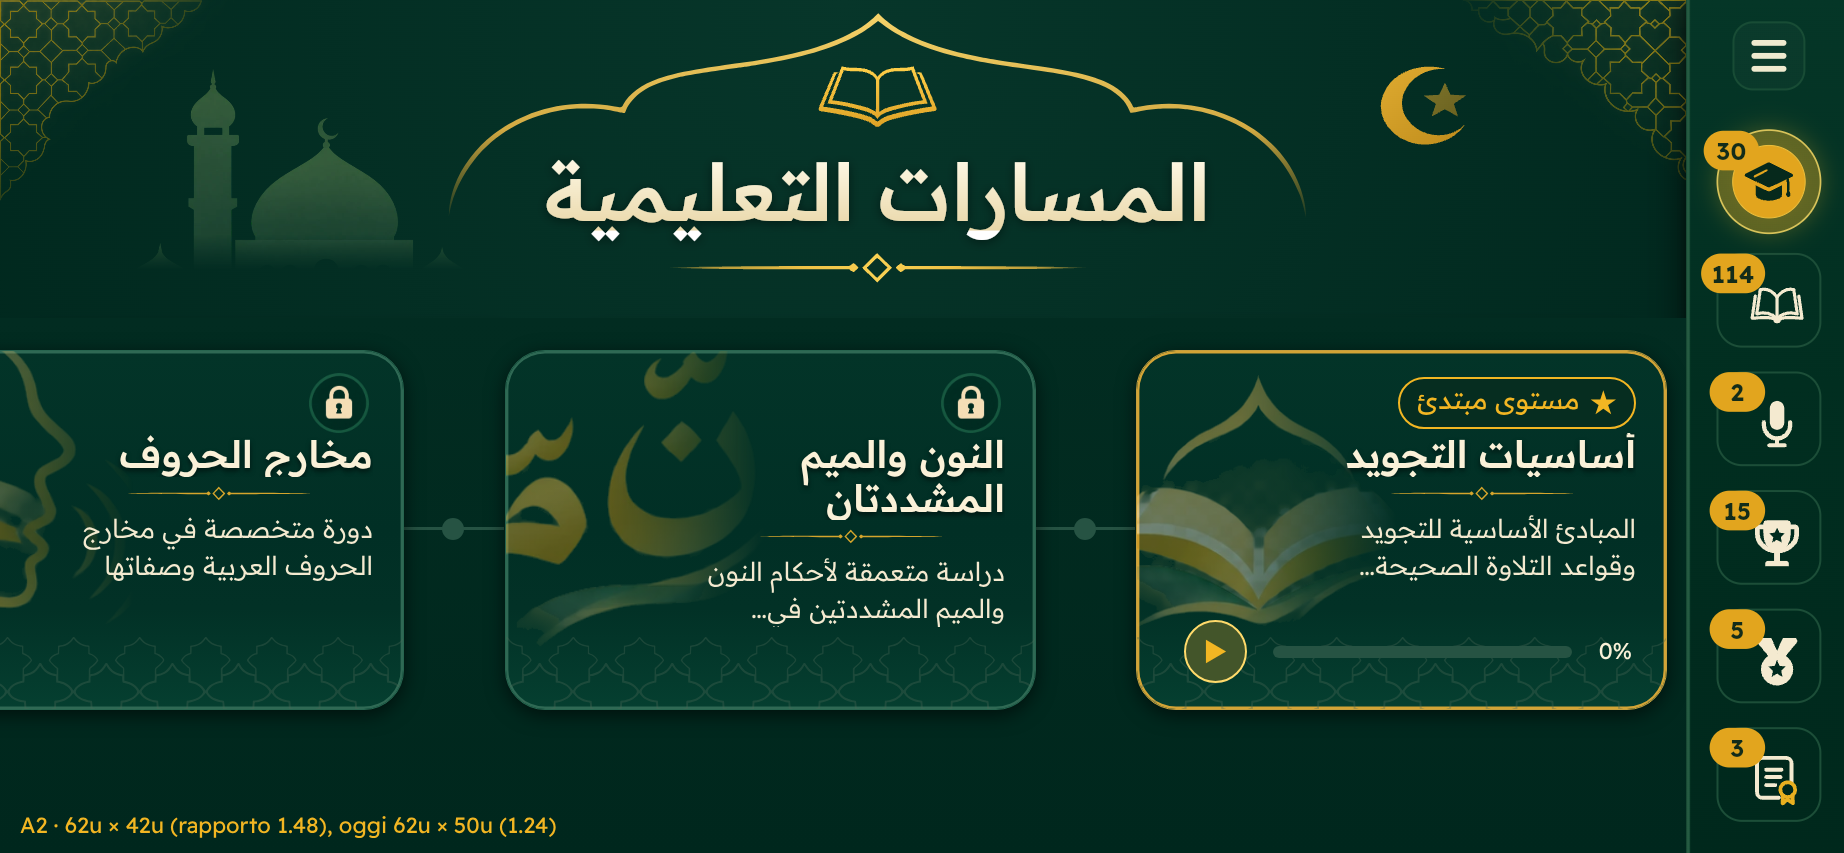 المسارات التعليمية
★ مستوى مبتدئ
أساسيات التجويد
المبادئ الأساسية للتجويد
وقواعد التلاوة الصحيحة...
0%
النون والميم
المشددتان
دراسة متعمقة لأحكام النون
والميم المشددتين في...
مخارج الحروف
دورة متخصصة في مخارج
الحروف العربية وصفاتها
30
114
2
15
5
3
A2 · 62u × 42u (rapporto 1.48), oggi 62u × 50u (1.24)